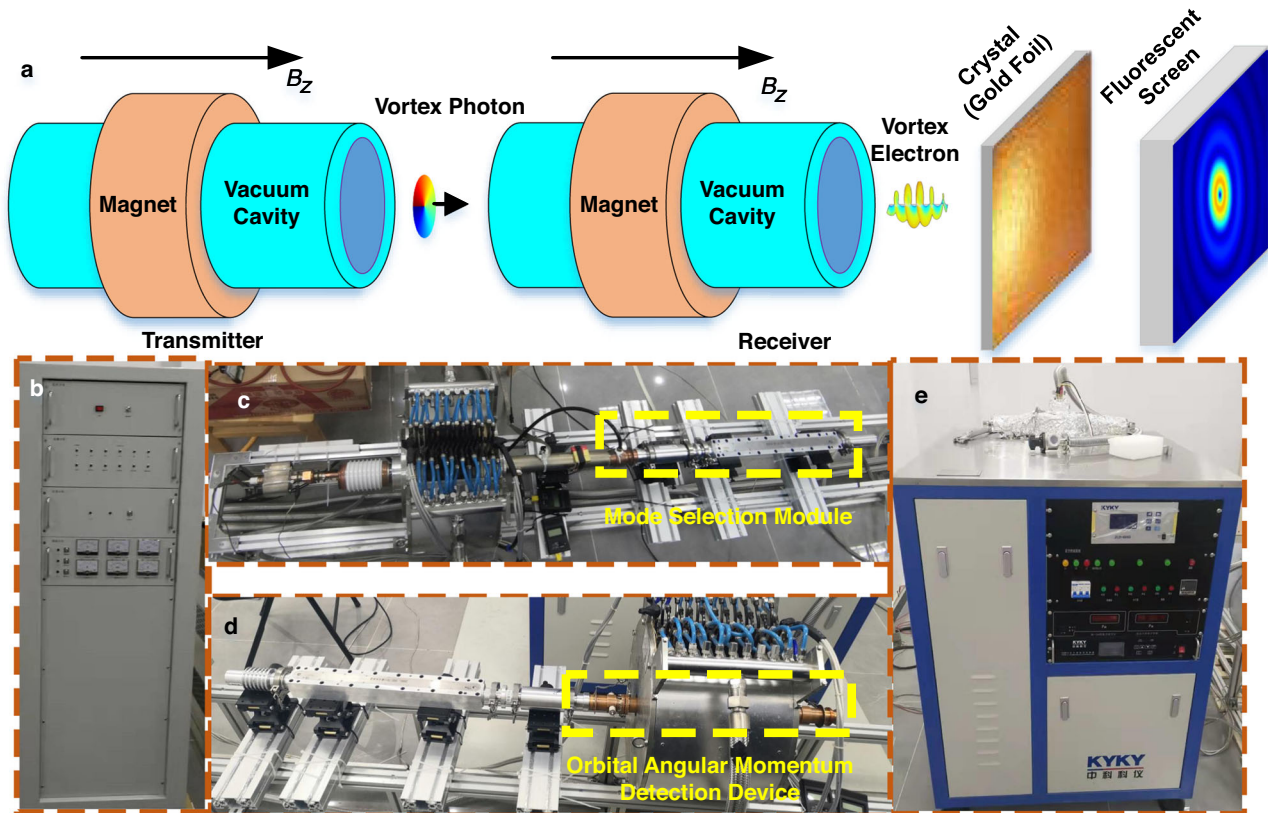 a
B_Z
B_Z
Vortex Photon
Crystal
(Gold Foil)
Fluorescent
Screen
Vortex
Electron
Magnet
Vacuum
Cavity
Magnet
Vacuum
Cavity
Transmitter
Receiver
b
c
Mode Selection Module
d
Orbital Angular Momentum
Detection Device
e
KYKY
KYKY
KYKY
中科科仪